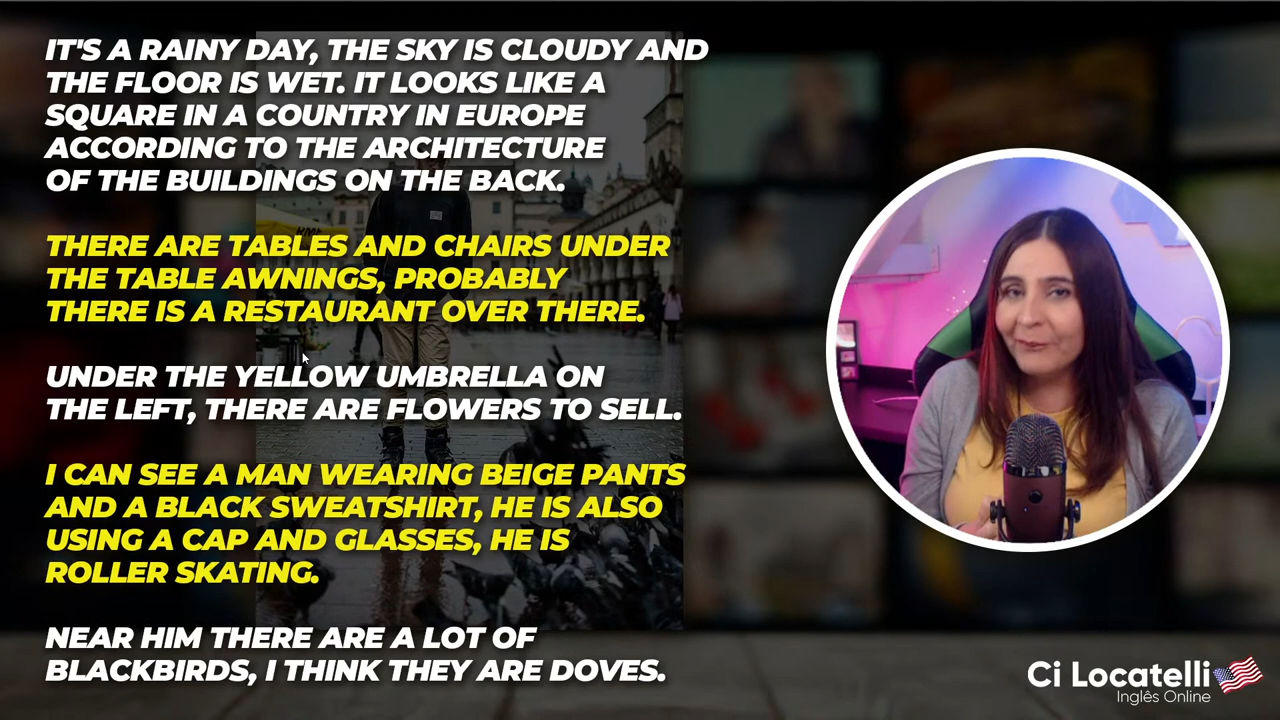 IT'S A RAINY DAY, THE SKY IS CLOUDY AND
THE FLOOR IS WET. IT LOOKS LIKE A
SQUARE IN A COUNTRY IN EUROPE
ACCORDING TO THE ARCHITECTURE
OF THE BUILDINGS ON THE BACK.
THERE ARE TABLES AND CHAIRS UNDER
THE TABLE AWNINGS, PROBABLY
THERE IS A RESTAURANT OVER THERE.
UNDER THE YELLOW UMBRELLA ON
THE LEFT, THERE ARE FLOWERS TO SELL.
I CAN SEE A MAN WEARING BEIGE PANTS
AND A BLACK SWEATSHIRT, HE IS ALSO
USING A CAP AND GLASSES, HE IS
ROLLER SKATING.
NEAR HIM THERE ARE A LOT OF
BLACKBIRDS, I THINK THEY ARE DOVES.
Ci Locatelli
Inglês Online